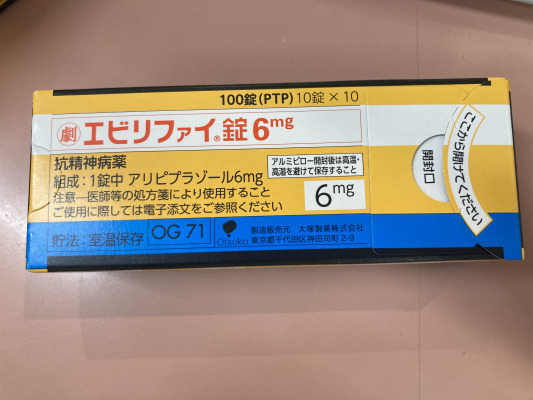 100錠(PTP) 10錠×10
劇 エビリファイ®錠 6mg
抗精神病薬
組成:1錠中 アリピプラゾール6mg
注意―医師等の処方箋により使用すること
ご使用に際しては電子添文をご参照ください
アルミピロー開封後は高温・
高湿を避けて保存すること
6mg
貯法:室温保存 OG 71
Otsuka
製造販売元 大塚製薬株式会社
東京都千代田区神田司町2-9
開封口
ここから開けてください